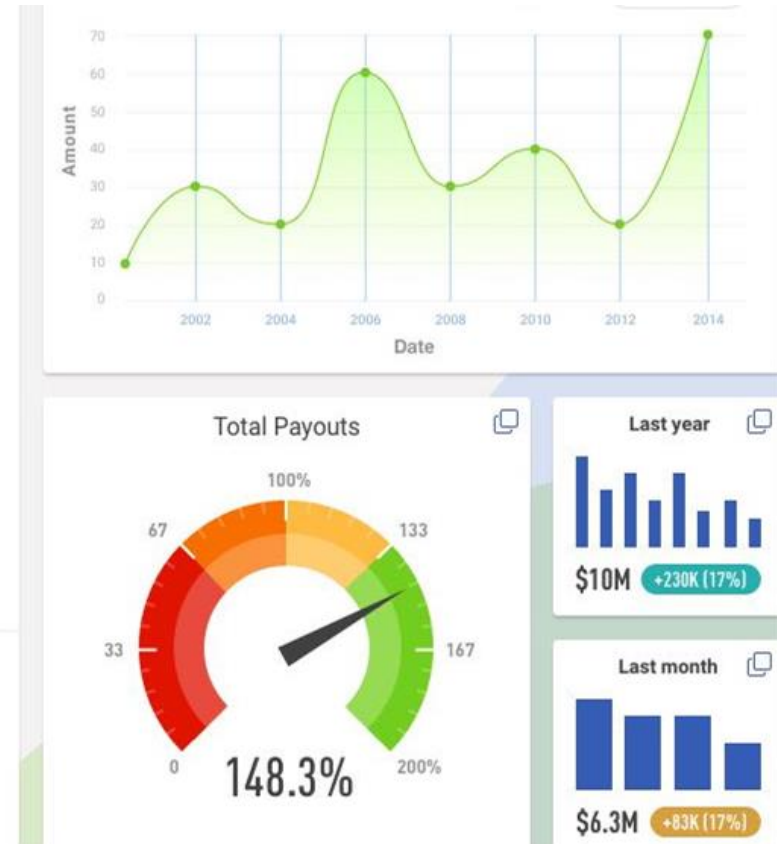 70
60
50
40
30
20
10
0
Amount
2002 2004 2006 2008 2010 2012 2014
Date
Total Payouts
100%
67 133
33 167
0 200%
148.3%
Last year
$10M +230K (17%)
Last month
$6.3M +83K (17%)